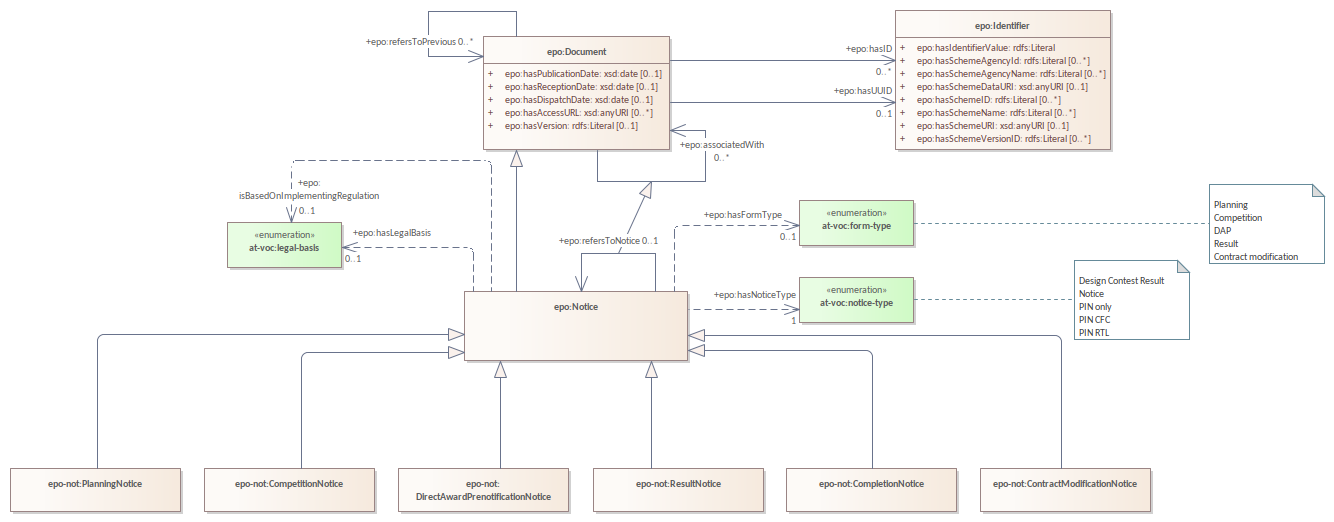 epo:Identifier
+ epo:hasIdentifierValue: rdfs:Literal
+ epo:hasSchemeAgencyId: rdfs:Literal [0..*]
+ epo:hasSchemeAgencyName: rdfs:Literal [0..*]
+ epo:hasSchemeDataURI: xsd:anyURI [0..1]
+ epo:hasSchemeID: rdfs:Literal [0..*]
+ epo:hasSchemeName: rdfs:Literal [0..*]
+ epo:hasSchemeURI: xsd:anyURI [0..1]
+ epo:hasSchemeVersionID: rdfs:Literal [0..*]
+epo:refersToPrevious 0..*
epo:Document
+ epo:hasPublicationDate: xsd:date [0..1]
+ epo:hasReceptionDate: xsd:date [0..1]
+ epo:hasDispatchDate: xsd:date [0..1]
+ epo:hasAccessURL: xsd:anyURI [0..*]
+ epo:hasVersion: rdfs:Literal [0..1]
+epo:hasID
0..*
+epo:hasUUID
0..1
+epo:associatedWith
0..*
+epo:
isBasedOnImplementingRegulation
0..1
«enumeration»
at-voc:legal-basis
+epo:hasLegalBasis
0..1
+epo:refersToNotice 0..1
+epo:hasFormType
0..1
«enumeration»
at-voc:form-type
Planning
Competition
DAP
Result
Contract modification
+epo:hasNoticeType
1
«enumeration»
at-voc:notice-type
Design Contest Result
Notice
PIN only
PIN CFC
PIN RTL
epo:Notice
epo-not:PlanningNotice
epo-not:CompetitionNotice
epo-not:
DirectAwardPrenotificationNotice
epo-not:ResultNotice
epo-not:CompletionNotice
epo-not:ContractModificationNotice